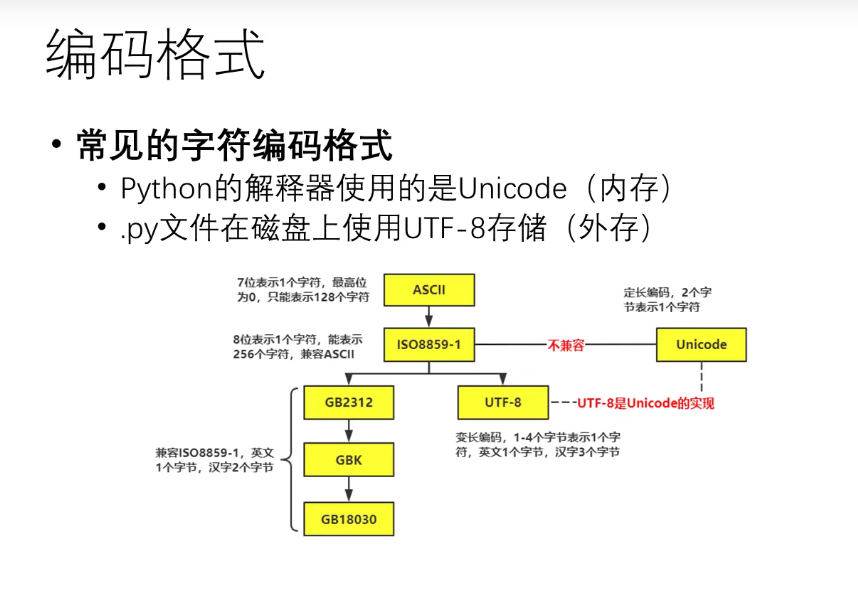 编码格式
• 常见的字符编码格式
• Python的解释器使用的是Unicode（内存）
• .py文件在磁盘上使用UTF-8存储（外存）
7位表示1个字符，最高位
为0，只能表示128个字符
ASCII
定长编码，2个字
节表示1个字符
8位表示1个字符，能表示
256个字符，兼容ASCII
ISO8859-1
不兼容
Unicode
GB2312
UTF-8
UTF-8是Unicode的实现
变长编码，1-4个字节表示1个字
符，英文1个字节，汉字3个字节
兼容ISO8859-1，英文
1个字节，汉字2个字节
GBK
GB18030